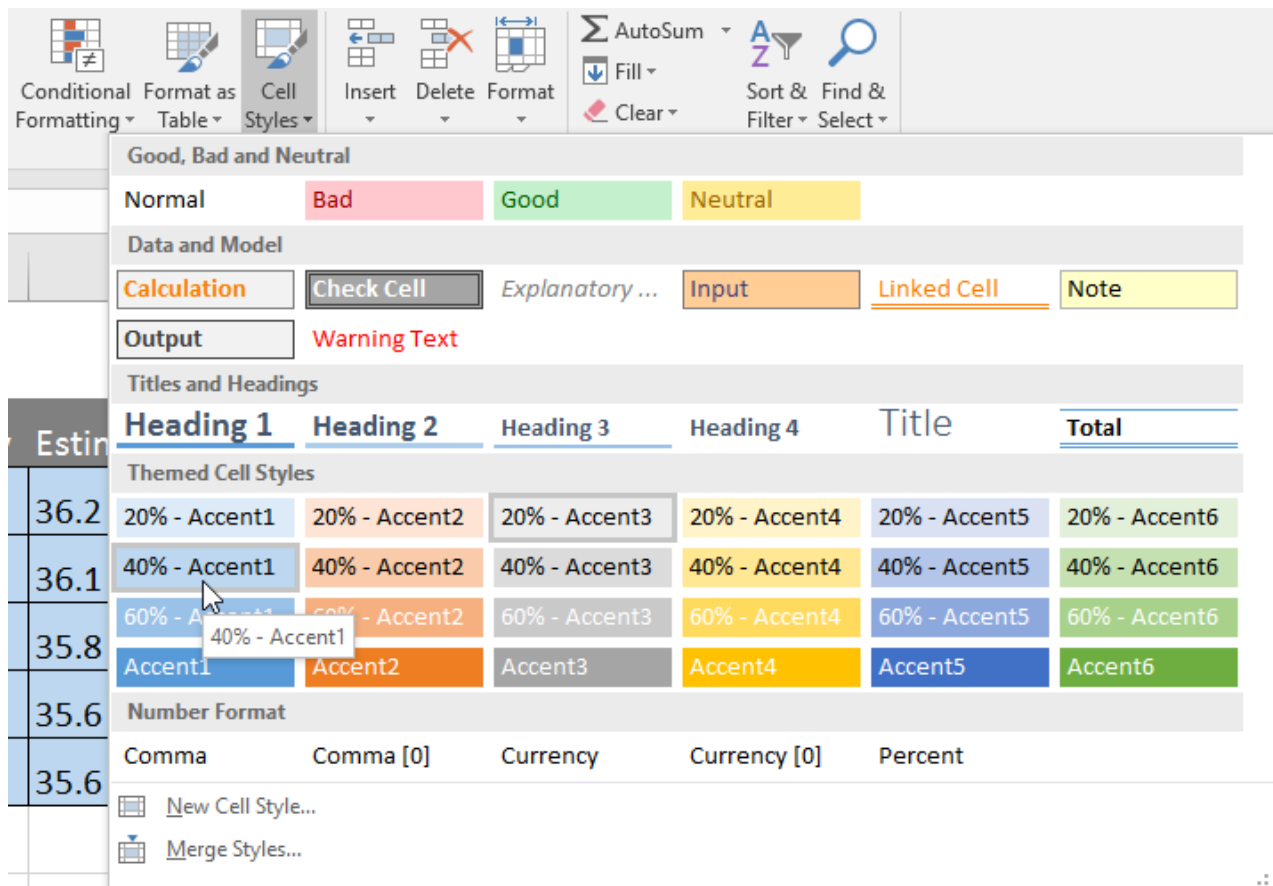 Conditional Formatting
Format as Table
Cell Styles
Insert
Delete
Format
AutoSum
Fill
Clear
Sort & Filter
Find & Select
Good, Bad and Neutral
Normal Bad Good Neutral
Data and Model
Calculation Check Cell Explanatory ... Input Linked Cell Note
Output Warning Text
Titles and Headings
Heading 1 Heading 2 Heading 3 Heading 4 Title Total
Themed Cell Styles
20% - Accent1 20% - Accent2 20% - Accent3 20% - Accent4 20% - Accent5 20% - Accent6
40% - Accent1 40% - Accent2 40% - Accent3 40% - Accent4 40% - Accent5 40% - Accent6
60% - Accent2 60% - Accent3 60% - Accent4 60% - Accent5 60% - Accent6
40% - Accent1
Accent1 Accent2 Accent3 Accent4 Accent5 Accent6
Number Format
Comma Comma [0] Currency Currency [0] Percent
New Cell Style...
Merge Styles...
Estin
36.2
36.1
35.8
35.6
35.6